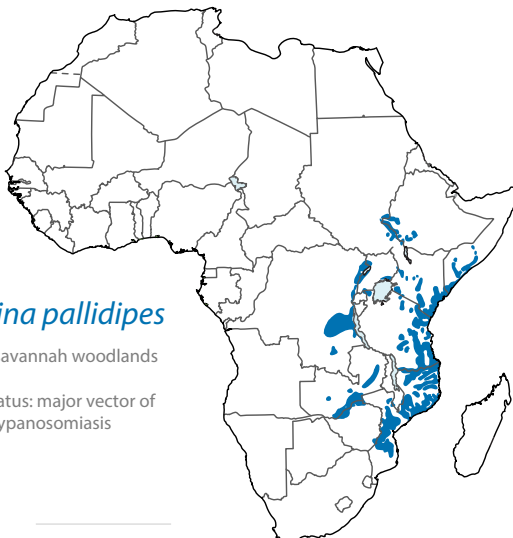 ina pallidipes
avannah woodlands
atus: major vector of
ypanosomiasis